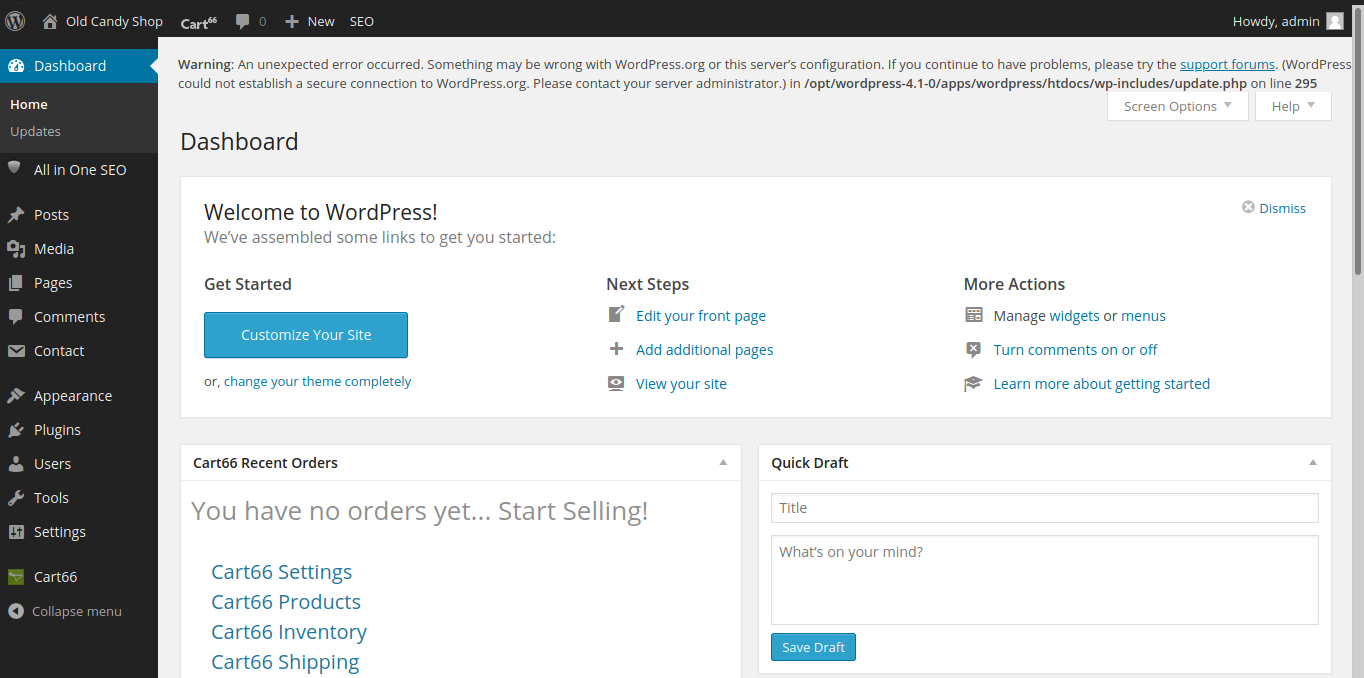 Old Candy Shop Cart66 0 New SEO Howdy, admin
Dashboard
Home
Updates
All in One SEO
Posts
Media
Pages
Comments
Contact
Appearance
Plugins
Users
Tools
Settings
Cart66
Collapse menu
Warning: An unexpected error occurred. Something may be wrong with WordPress.org or this server's configuration. If you continue to have problems, please try the support forums. (WordPress
could not establish a secure connection to WordPress.org. Please contact your server administrator.) in /opt/wordpress-4.1-0/apps/wordpress/htdocs/wp-includes/update.php on line 295
Screen Options Help
Dashboard
Welcome to WordPress!
Dismiss
We've assembled some links to get you started:
Get Started
Customize Your Site
or, change your theme completely
Next Steps
Edit your front page
Add additional pages
View your site
More Actions
Manage widgets or menus
Turn comments on or off
Learn more about getting started
Cart66 Recent Orders
You have no orders yet... Start Selling!
Cart66 Settings
Cart66 Products
Cart66 Inventory
Cart66 Shipping
Quick Draft
Title
What's on your mind?
Save Draft